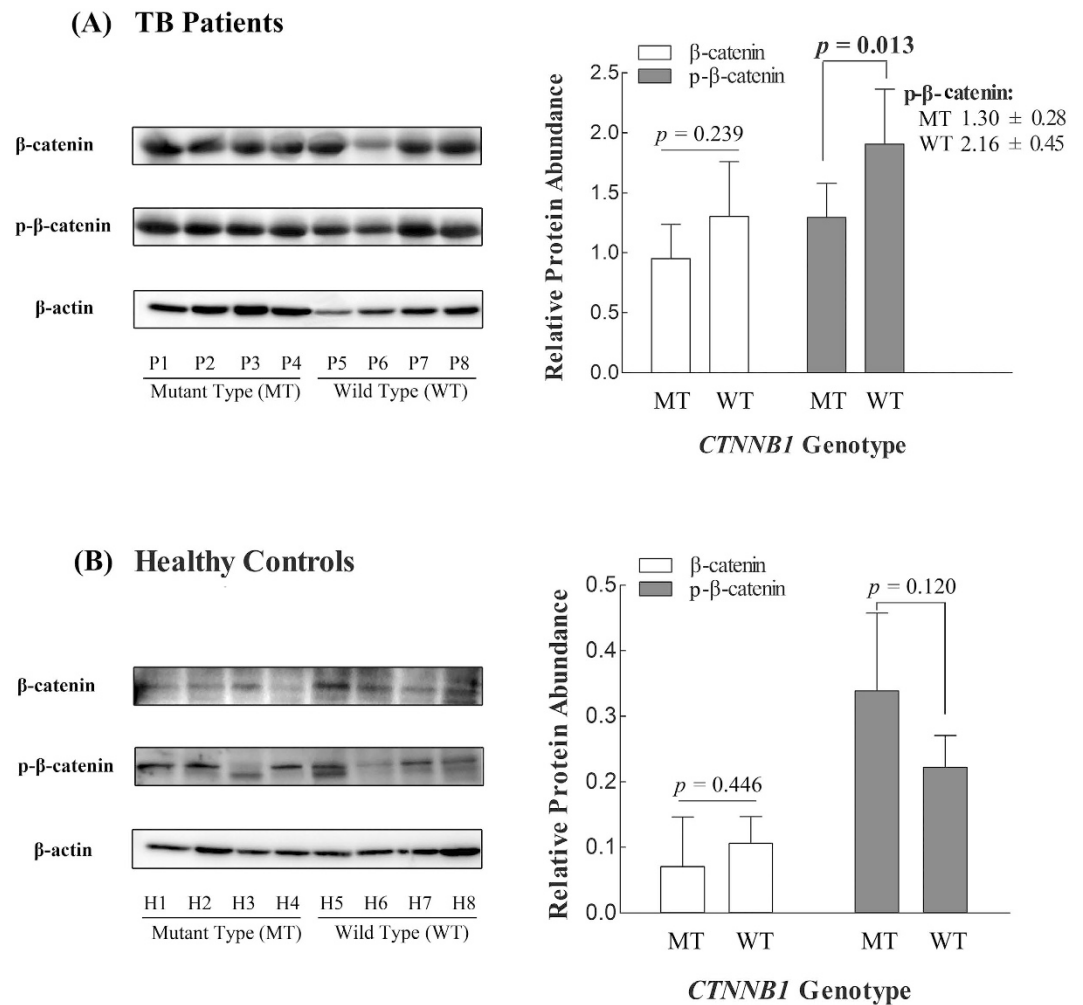 (A) TB Patients
β-catenin
p-β-catenin
β-actin
P1 P2 P3 P4 P5 P6 P7 P8
Mutant Type (MT) Wild Type (WT)
β-catenin
p-β-catenin
p = 0.013
p-β-catenin:
MT 1.30 ± 0.28
WT 2.16 ± 0.45
p = 0.239
Relative Protein Abundance
2.5
2.0
1.5
1.0
0.5
0.0
MT WT MT WT
CTNNB1 Genotype
(B) Healthy Controls
β-catenin
p-β-catenin
β-actin
H1 H2 H3 H4 H5 H6 H7 H8
Mutant Type (MT) Wild Type (WT)
β-catenin
p-β-catenin
p = 0.120
p = 0.446
Relative Protein Abundance
0.5
0.4
0.3
0.2
0.1
0.0
MT WT MT WT
CTNNB1 Genotype